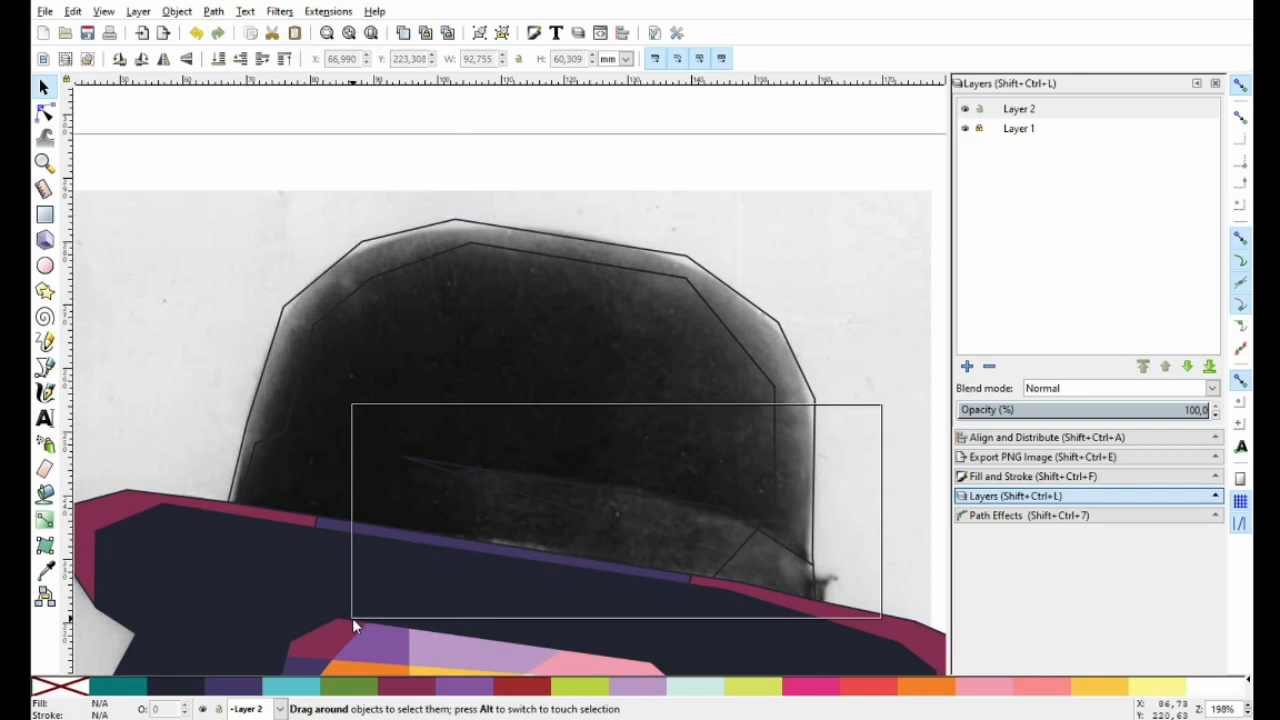 File Edit View Layer Object Path Text Filters Extensions Help
X: 66,990 Y: 223,308 W: 92,755 H: 60,309 mm
Layers (Shift+Ctrl+L)
Layer 2
Layer 1
Blend mode: Normal
Opacity (%) 100,0
Align and Distribute (Shift+Ctrl+A)
Export PNG Image (Shift+Ctrl+E)
Fill and Stroke (Shift+Ctrl+F)
Layers (Shift+Ctrl+L)
Path Effects (Shift+Ctrl+7)
Fill: N/A
Stroke: N/A
O: 0
-Layer 2
Drag around objects to select them; press Alt to switch to touch selection
X: 86,73
Y: 220,63
Z: 198%